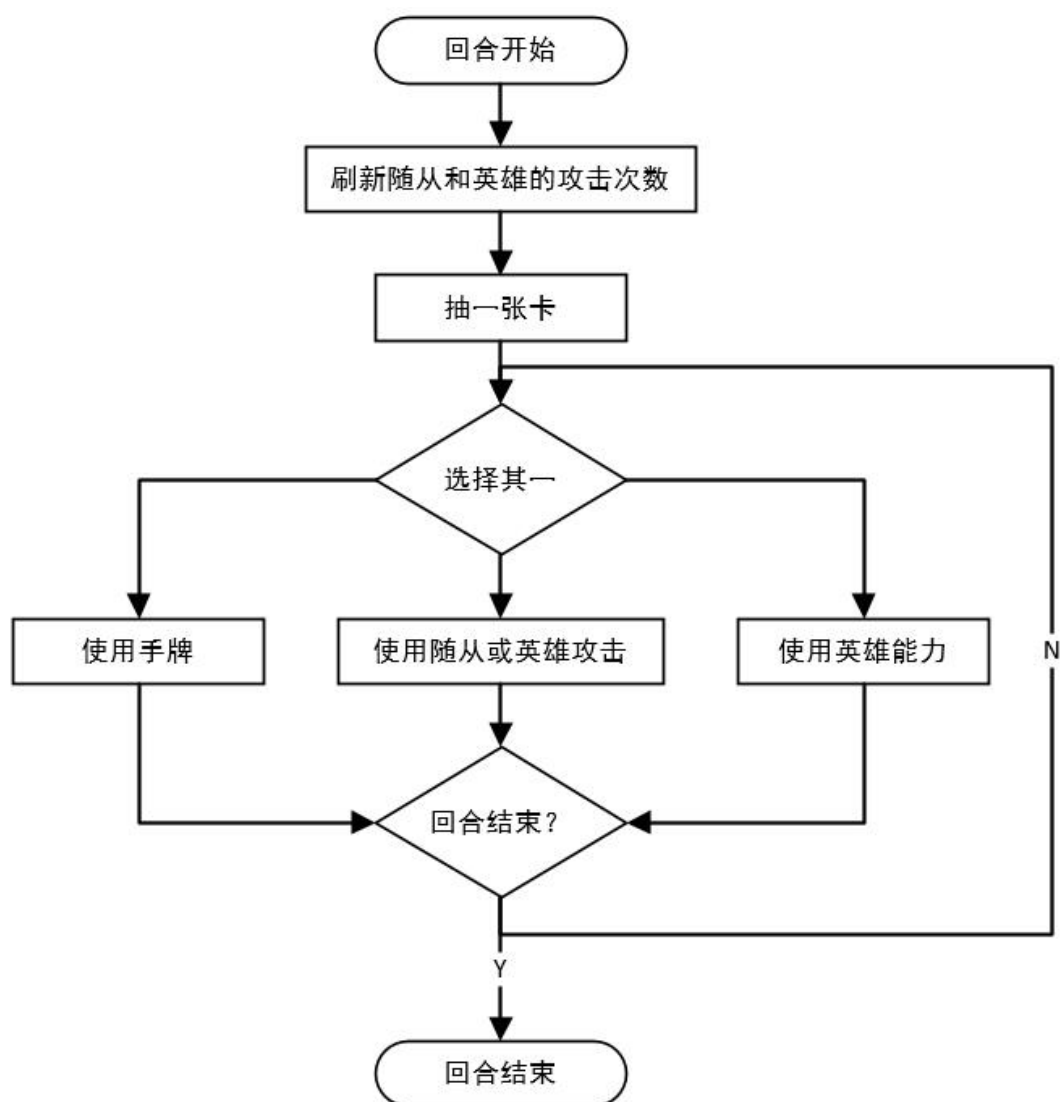 回合开始
刷新随从和英雄的攻击次数
抽一张卡
选择其一
使用手牌
使用随从或英雄攻击
使用英雄能力
N
回合结束？
Y
回合结束